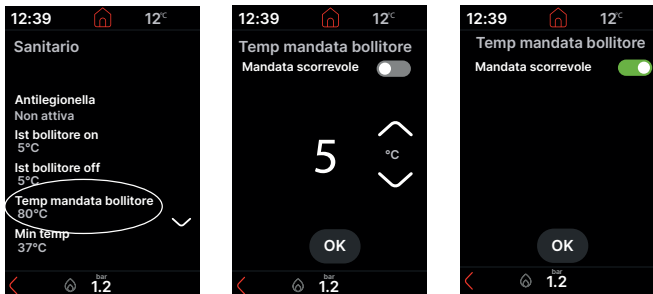 12:39
12°C
Sanitario
Antilegionella
Non attiva
Ist bollitore on
5°C
Ist bollitore off
5°C
Temp mandata bollitore
80°C
Min temp
37°C
bar
1.2
12:39
12°C
Temp mandata bollitore
Mandata scorrevole
5
°C
OK
bar
1.2
12:39
12°C
Temp mandata bollitore
Mandata scorrevole
OK
bar
1.2